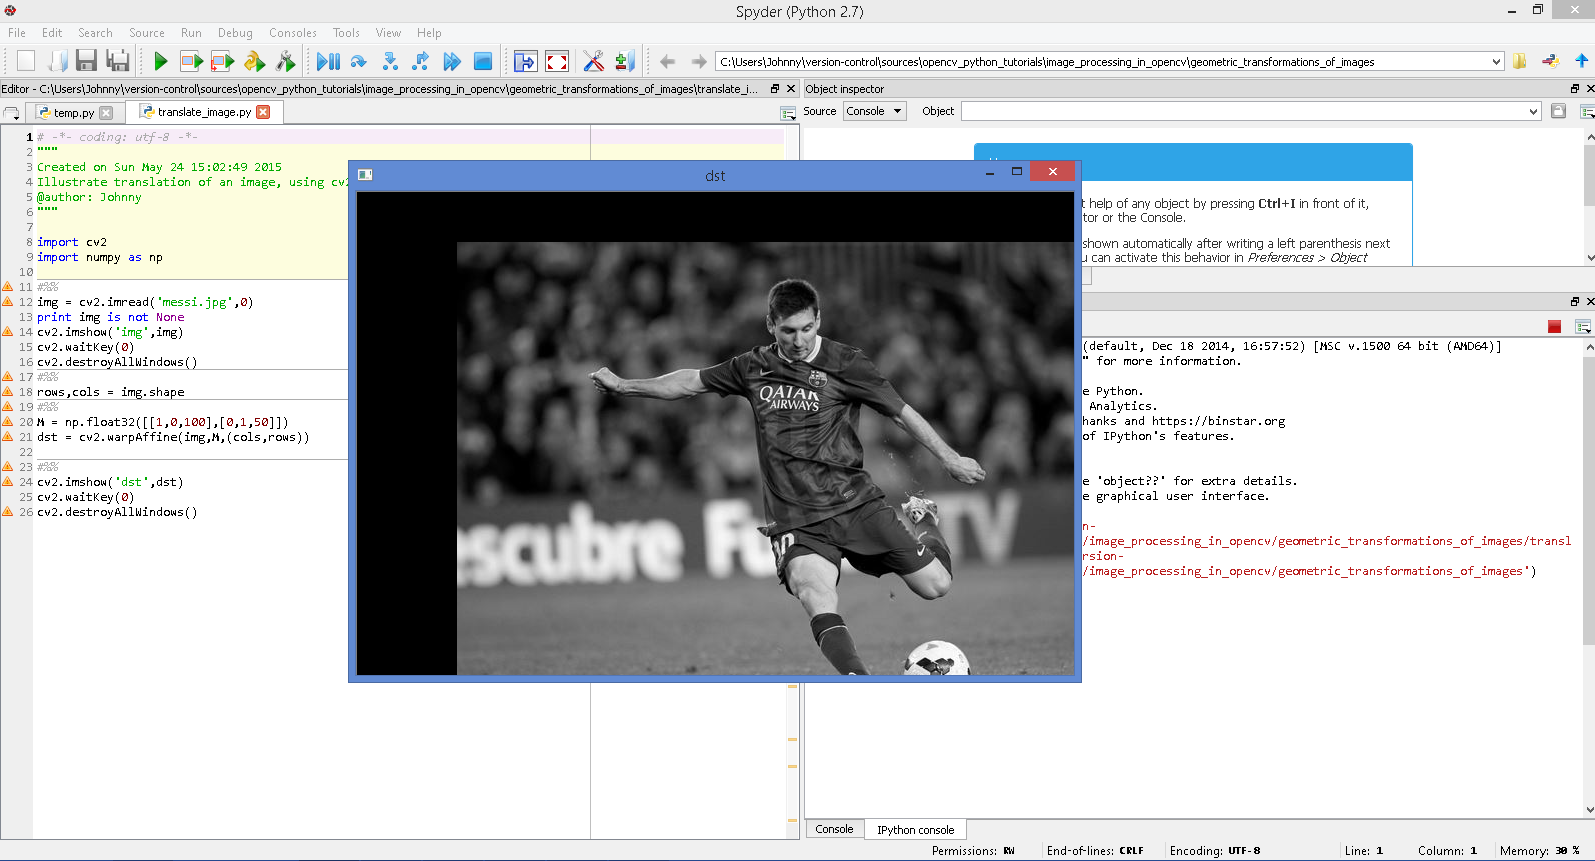 Spyder (Python 2.7)
File Edit Search Source Run Debug Consoles Tools View Help
C:\Users\Johnny\version-control\sources\opencv_python_tutorials\image_processing_in_opencv\geometric_transformations_of_images
Editor - C:\Users\Johnny\version-control\sources\opencv_python_tutorials\image_processing_in_opencv\geometric_transformations_of_images\translate_i...
temp.py translate_image.py
1 # -*- coding: utf-8 -*-
2 """
3 Created on Sun May 24 15:02:49 2015
4 Illustrate translation of an image, using cv2
5 @author: Johnny
6 """
7
8 import cv2
9 import numpy as np
10
11 #%%
12 img = cv2.imread('messi.jpg',0)
13 print img is not None
14 cv2.imshow('img',img)
15 cv2.waitKey(0)
16 cv2.destroyAllWindows()
17 #%%
18 rows,cols = img.shape
19 #%%
20 M = np.float32([[1,0,100],[0,1,50]])
21 dst = cv2.warpAffine(img,M,(cols,rows))
22
23 #%%
24 cv2.imshow('dst',dst)
25 cv2.waitKey(0)
26 cv2.destroyAllWindows()
dst
QATAR
AIRWAYS
escubre Fu TV
10
Object inspector
Source Console Object
t help of any object by pressing Ctrl+I in front of it,
tor or the Console.
shown automatically after writing a left parenthesis next
u can activate this behavior in Preferences > Object
(default, Dec 18 2014, 16:57:52) [MSC v.1500 64 bit (AMD64)]
" for more information.
e Python.
Analytics.
hanks and https://binstar.org
of IPython's features.
e 'object??' for extra details.
e graphical user interface.
n-
/image_processing_in_opencv/geometric_transformations_of_images/transl
rsion-
/image_processing_in_opencv/geometric_transformations_of_images')
Console IPython console
Permissions: RW End-of-lines: CRLF Encoding: UTF-8 Line: 1 Column: 1 Memory: 30 %